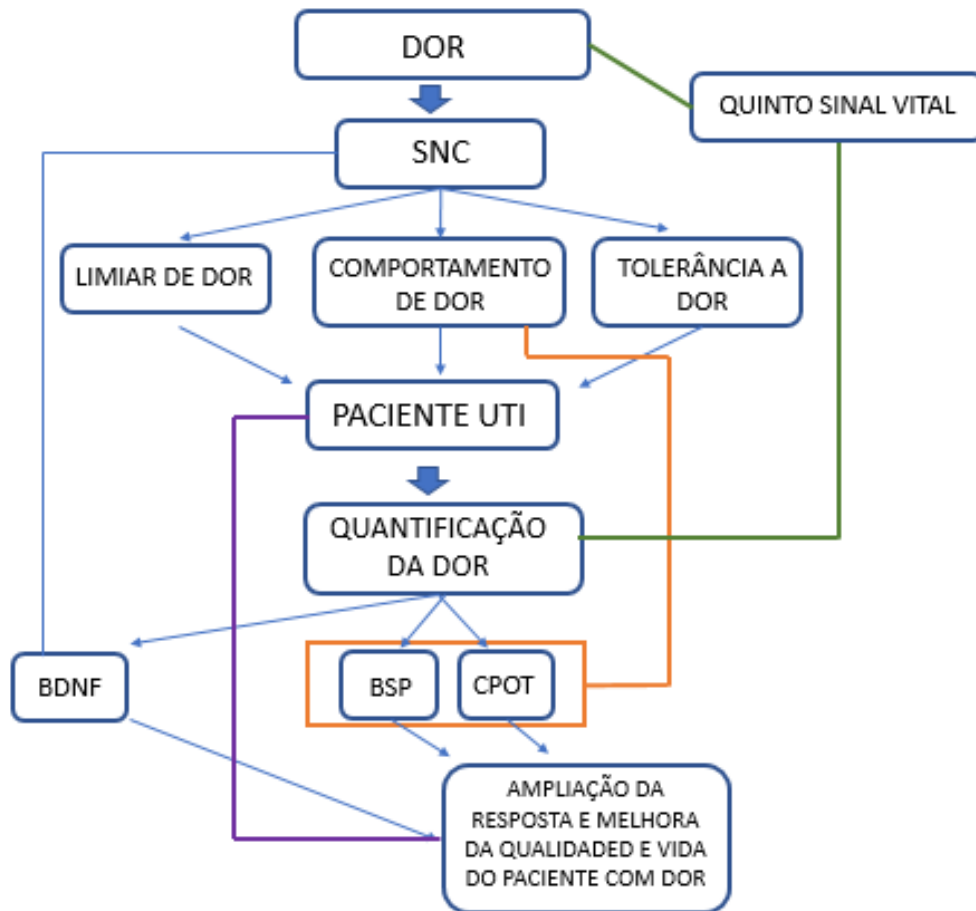 DOR
QUINTO SINAL VITAL
SNC
LIMIAR DE DOR
COMPORTAMENTO
DE DOR
TOLERÂNCIA A
DOR
PACIENTE UTI
QUANTIFICAÇÃO
DA DOR
BDNF
BSP
CPOT
AMPLIAÇÃO DA
RESPOSTA E MELHORA
DA QUALIDADED E VIDA
DO PACIENTE COM DOR